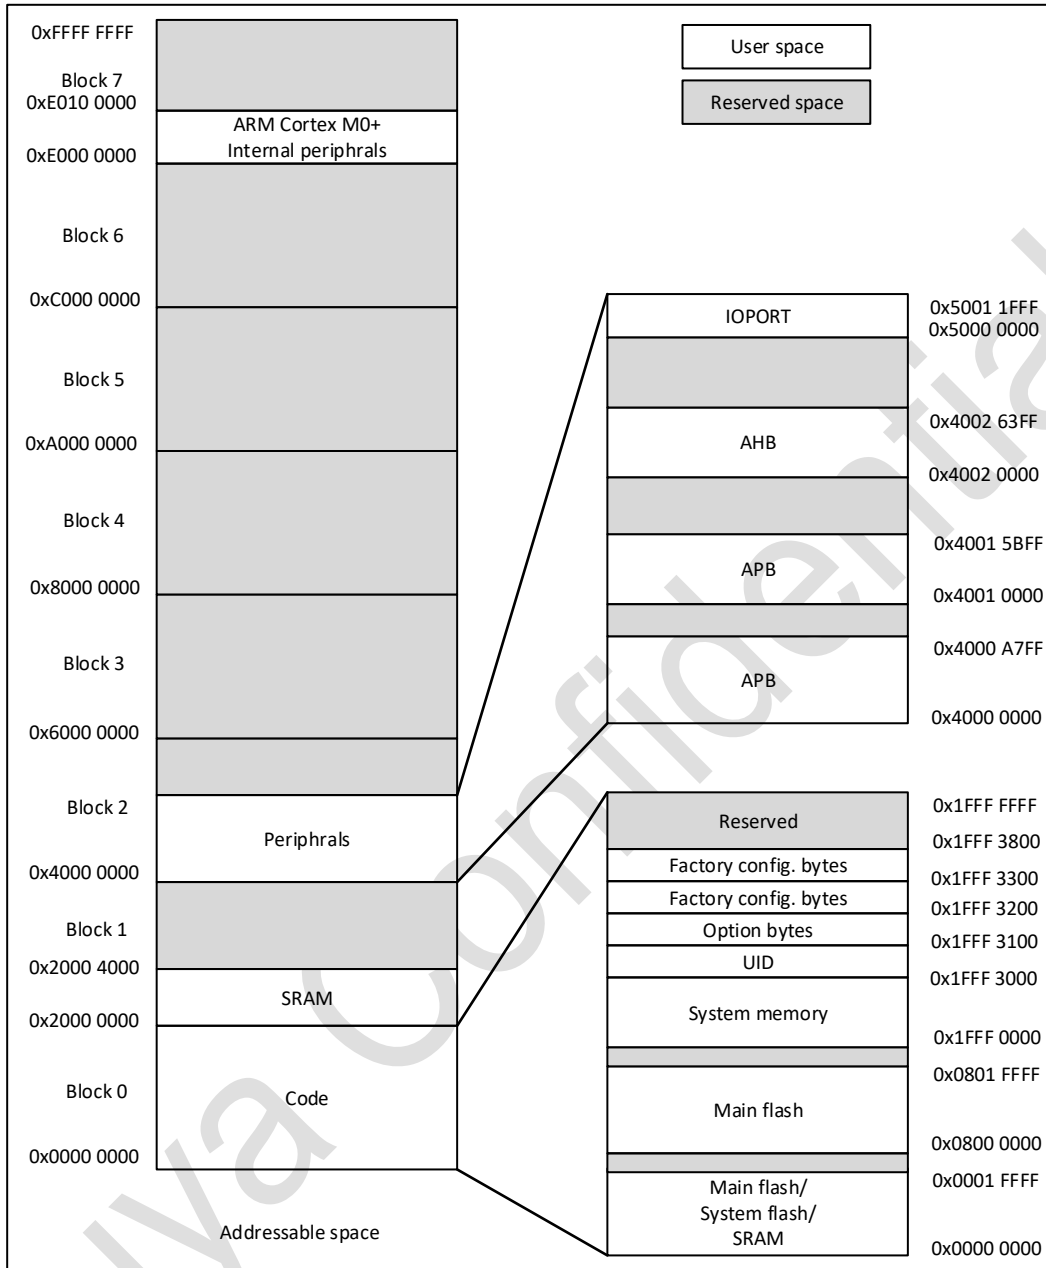 0xFFFF FFFF
Block 7
0xE010 0000
ARM Cortex M0+
Internal periphrals
0xE000 0000
Block 6
0xC000 0000
Block 5
0xA000 0000
Block 4
0x8000 0000
Block 3
0x6000 0000
Block 2
Periphrals
0x4000 0000
Block 1
0x2000 4000
SRAM
0x2000 0000
Block 0
Code
0x0000 0000
Addressable space
User space
Reserved space
IOPORT
0x5001 1FFF
0x5000 0000
AHB
0x4002 63FF
0x4002 0000
APB
0x4001 5BFF
0x4001 0000
APB
0x4000 A7FF
0x4000 0000
Reserved
0x1FFF FFFF
0x1FFF 3800
Factory config. bytes
0x1FFF 3300
Factory config. bytes
0x1FFF 3200
Option bytes
0x1FFF 3100
UID
0x1FFF 3000
System memory
0x1FFF 0000
0x0801 FFFF
Main flash
0x0800 0000
0x0001 FFFF
Main flash/
System flash/
SRAM
0x0000 0000
uya Confidential